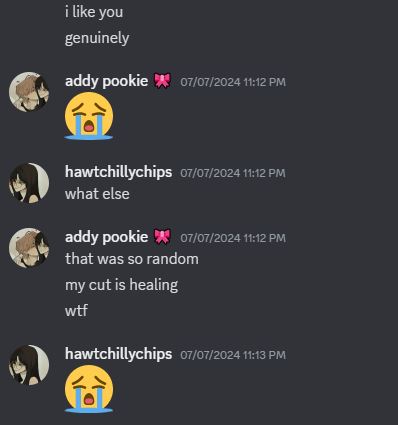 i like you
genuinely
addy pookie 🎀 07/07/2024 11:12 PM
😭
hawtchillychips 07/07/2024 11:12 PM
what else
addy pookie 🎀 07/07/2024 11:12 PM
that was so random
my cut is healing
wtf
hawtchillychips 07/07/2024 11:13 PM
😭